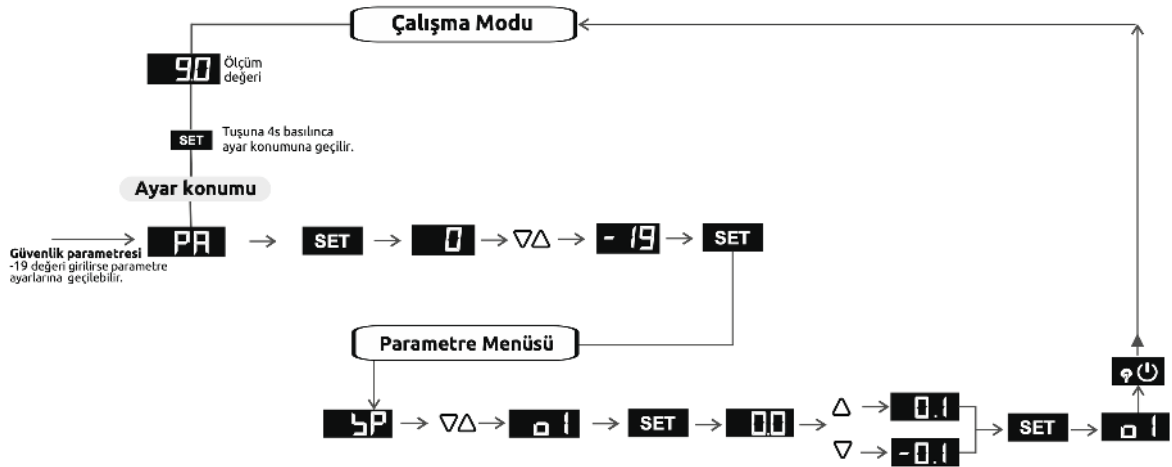 Çalışma Modu
90
Ölçüm
değeri
SET
Tuşuna 4s basılınca
ayar konumuna geçilir.
Ayar konumu
Güvenlik parametresi
-19 değeri girilirse parametre
ayarlarına geçilebilir.
PA
SET
0
-19
SET
Parametre Menüsü
SP
o1
SET
0.0
0.1
-0.1
SET
o1